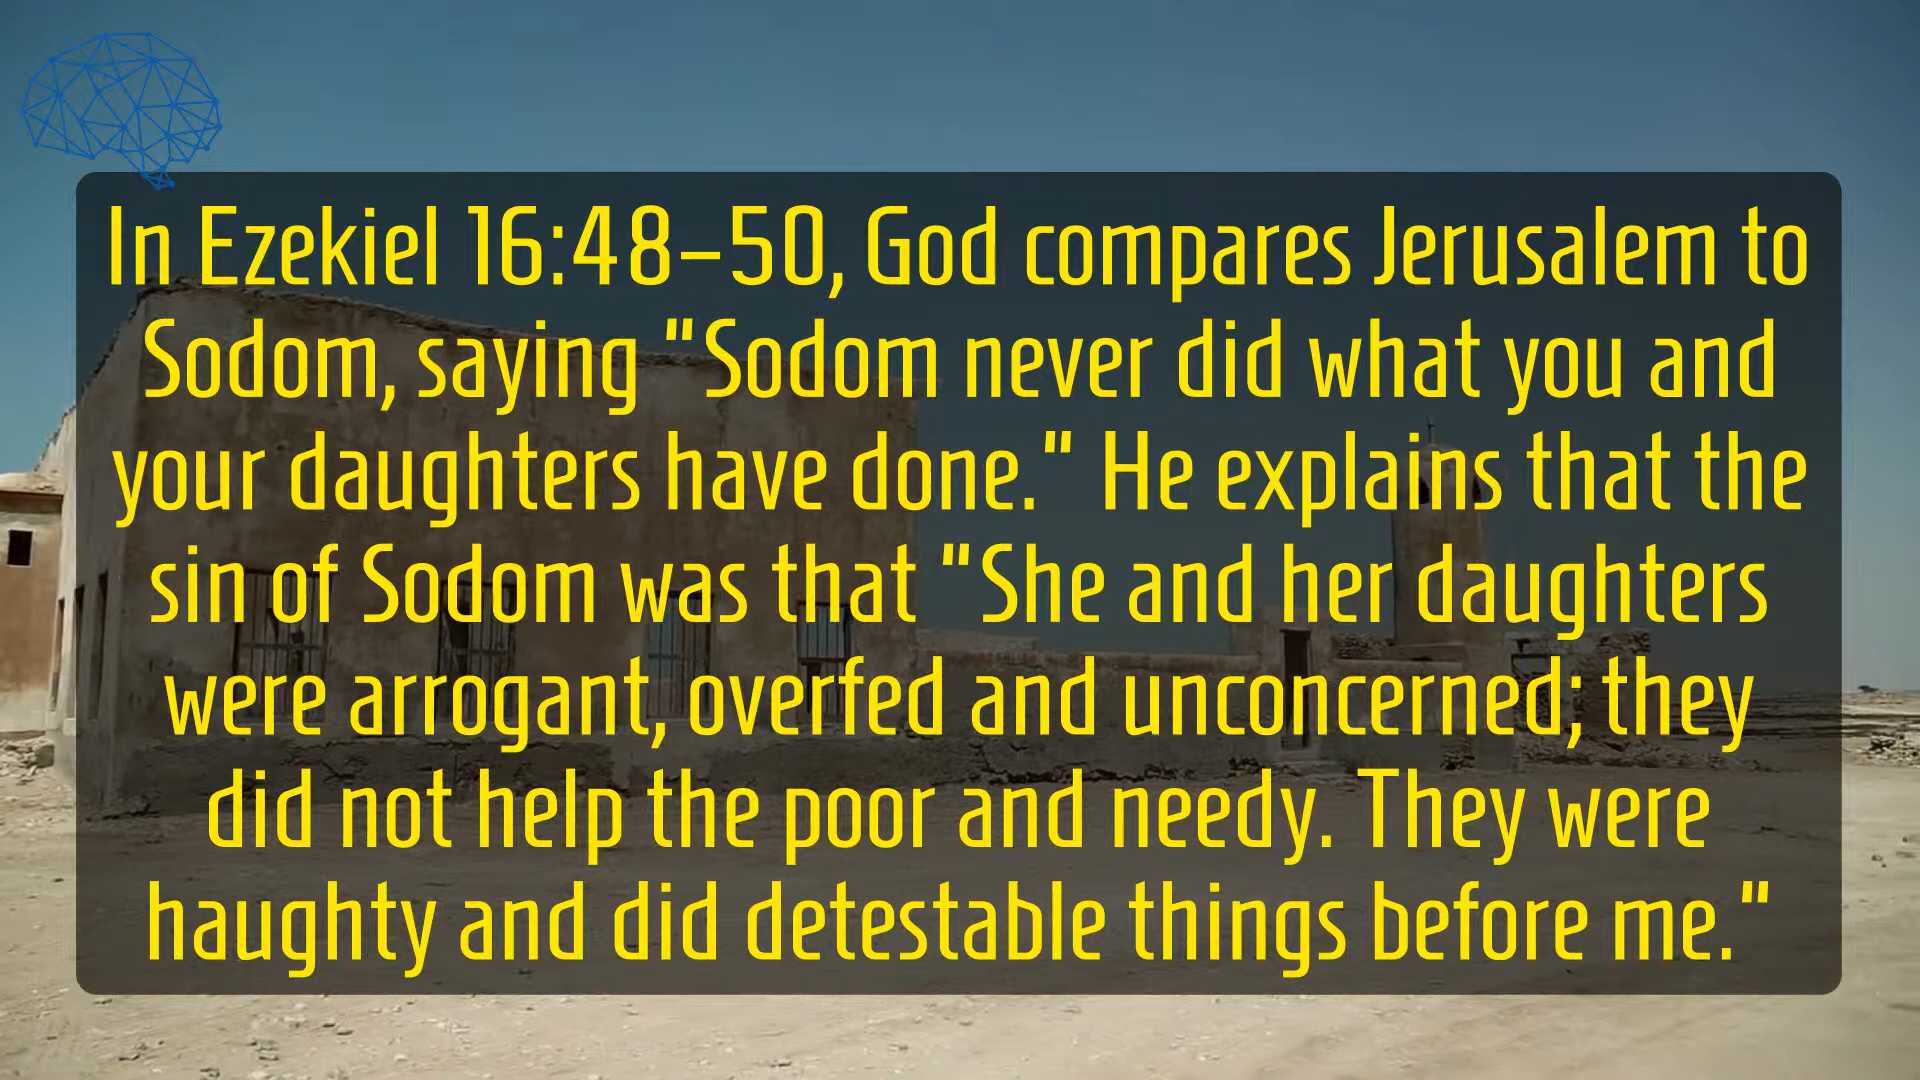 In Ezekiel 16:48–50, God compares Jerusalem to
Sodom, saying "Sodom never did what you and
your daughters have done." He explains that the
sin of Sodom was that "She and her daughters
were arrogant, overfed and unconcerned; they
did not help the poor and needy. They were
haughty and did detestable things before me."